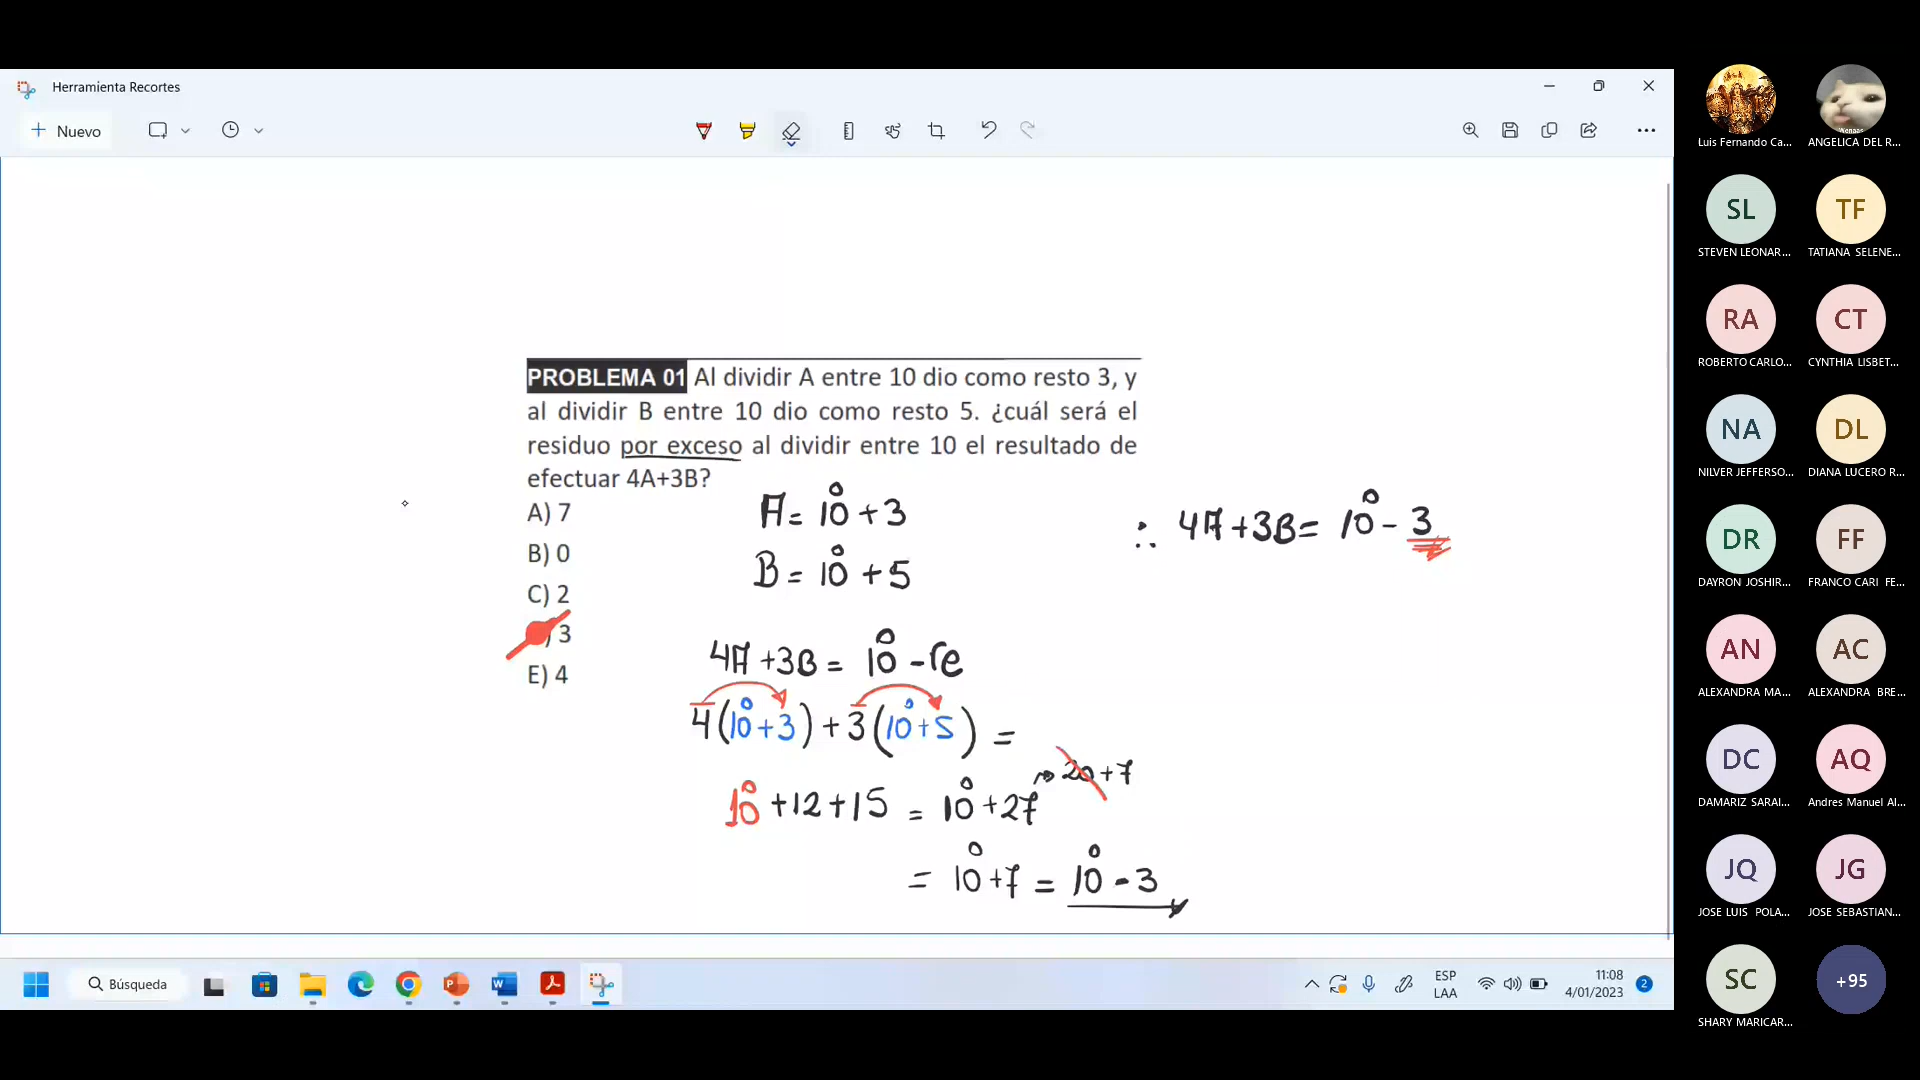 Herramienta Recortes
Nuevo
PROBLEMA 01 Al dividir A entre 10 dio como resto 3, y
al dividir B entre 10 dio como resto 5. ¿cuál será el
residuo por exceso al dividir entre 10 el resultado de
efectuar 4A+3B?
A) 7
B) 0
C) 2
) 3
E) 4
A = 10° + 3
B = 10° + 5
4A + 3B = 10° - re
4(10° + 3) + 3(10° + 5) =
10° + 12 + 15 = 10° + 27 → 20 + 7
= 10° + 7 = 10° - 3
∴ 4A + 3B = 10° - 3
Luis Fernando Ca...
ANGELICA DEL R...
SL
STEVEN LEONAR...
TF
TATIANA SELENE...
RA
ROBERTO CARLO...
CT
CYNTHIA LISBET...
NA
NILVER JEFFERSO...
DL
DIANA LUCERO R...
DR
DAYRON JOSHIR...
FF
FRANCO CARI FE...
AN
ALEXANDRA MA...
AC
ALEXANDRA BRE...
DC
DAMARIZ SARAI...
AQ
Andres Manuel Al...
JQ
JOSE LUIS POLA...
JG
JOSE SEBASTIAN...
SC
SHARY MARICAR...
+95
Búsqueda
ESP
LAA
11:08
4/01/2023
2